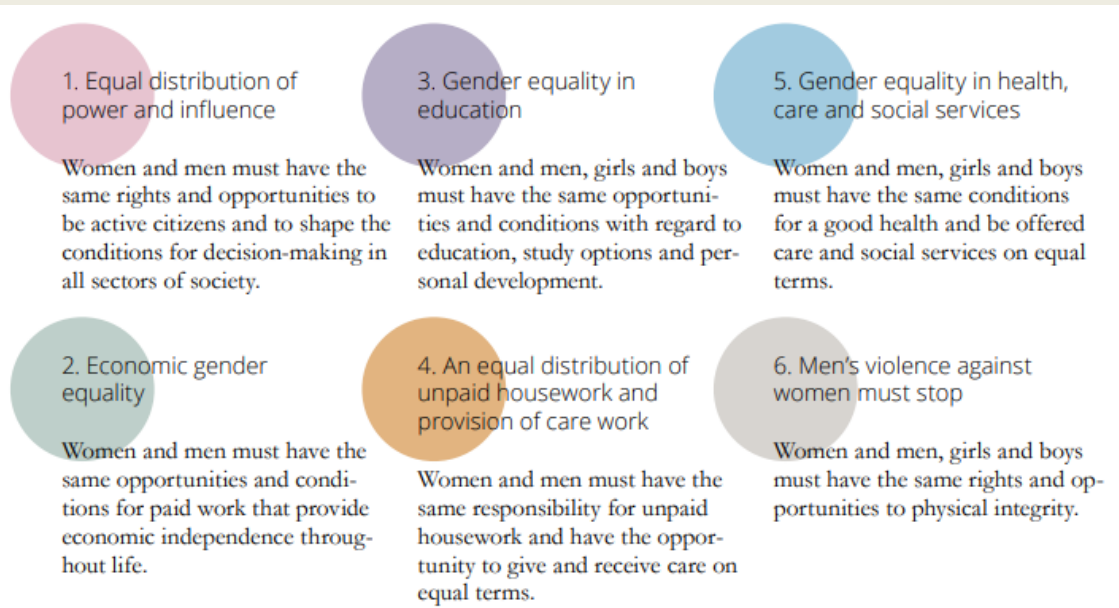 1. Equal distribution of
power and influence
Women and men must have the
same rights and opportunities to
be active citizens and to shape the
conditions for decision-making in
all sectors of society.
2. Economic gender
equality
Women and men must have the
same opportunities and condi-
tions for paid work that provide
economic independence throug-
hout life.
3. Gender equality in
education
Women and men, girls and boys
must have the same opportuni-
ties and conditions with regard to
education, study options and per-
sonal development.
4. An equal distribution of
unpaid housework and
provision of care work
Women and men must have the
same responsibility for unpaid
housework and have the oppor-
tunity to give and receive care on
equal terms.
5. Gender equality in health,
care and social services
Women and men, girls and boys
must have the same conditions
for a good health and be offered
care and social services on equal
terms.
6. Men's violence against
women must stop
Women and men, girls and boys
must have the same rights and op-
portunities to physical integrity.